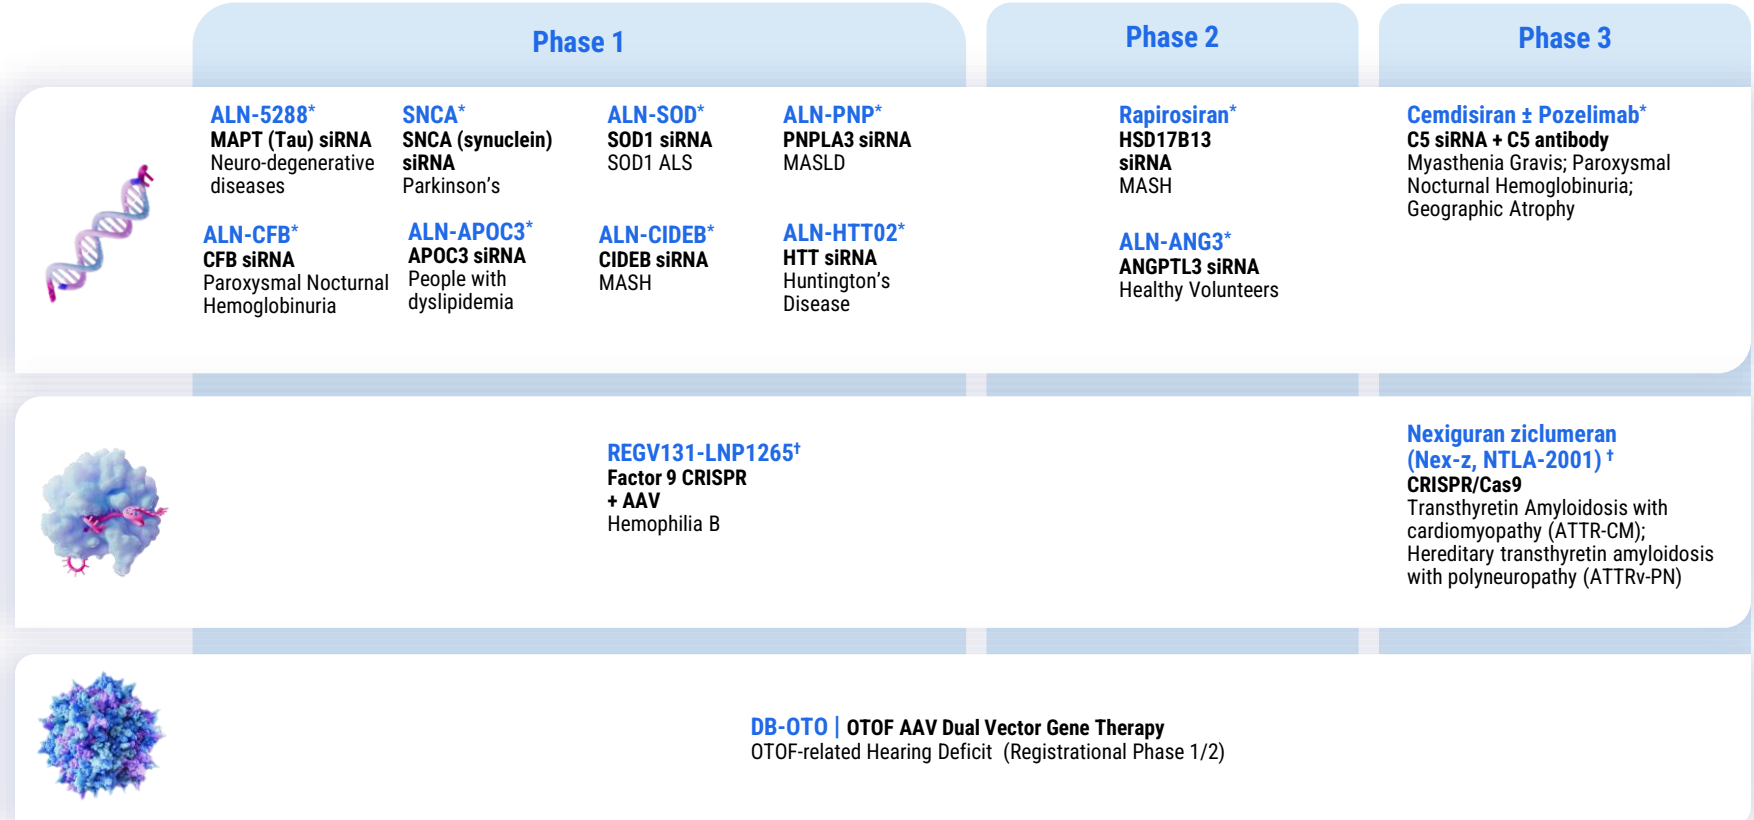 Phase 1
Phase 2
Phase 3
ALN-5288*
MAPT (Tau) siRNA
Neuro-degenerative
diseases
SNCA*
SNCA (synuclein)
siRNA
Parkinson’s
ALN-SOD*
SOD1 siRNA
SOD1 ALS
ALN-PNP*
PNPLA3 siRNA
MASLD
Rapirosiran*
HSD17B13
siRNA
MASH
Cemdisiran ± Pozelimab*
C5 siRNA + C5 antibody
Myasthenia Gravis; Paroxysmal
Nocturnal Hemoglobinuria;
Geographic Atrophy
ALN-CFB*
CFB siRNA
Paroxysmal Nocturnal
Hemoglobinuria
ALN-APOC3*
APOC3 siRNA
People with
dyslipidemia
ALN-CIDEB*
CIDEB siRNA
MASH
ALN-HTT02*
HTT siRNA
Huntington’s
Disease
ALN-ANG3*
ANGPTL3 siRNA
Healthy Volunteers
REGV131-LNP1265†
Factor 9 CRISPR
+ AAV
Hemophilia B
Nexiguran ziclumeran
(Nex-z, NTLA-2001) †
CRISPR/Cas9
Transthyretin Amyloidosis with
cardiomyopathy (ATTR-CM);
Hereditary transthyretin amyloidosis
with polyneuropathy (ATTRv-PN)
DB-OTO | OTOF AAV Dual Vector Gene Therapy
OTOF-related Hearing Deficit (Registrational Phase 1/2)